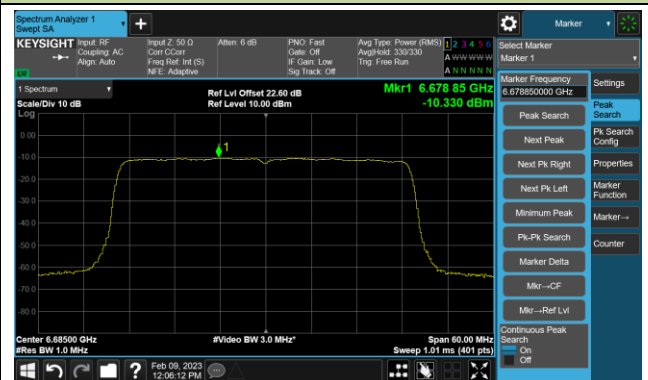 Spectrum Analyzer 1
Swept SA
+
Marker
KEYSIGHT
Input: RF
Coupling: AC
Align: Auto
Input Z: 50 Ω
Corr CCorr
Freq Ref: Int (S)
NFE: Adaptive
Atten: 6 dB
PNO: Fast
Gate: Off
IF Gain: Low
Sig Track: Off
Avg Type: Power (RMS)
Avg|Hold: 330/330
Trig: Free Run
1 2 3 4 5 6
A W W W W W
A N N N N N
Select Marker
Marker 1
LXI
1 Spectrum
Scale/Div 10 dB
Log
Ref Lvl Offset 22.60 dB
Ref Level 10.00 dBm
Mkr1 6.678 85 GHz
-10.330 dBm
0.00
-10.0
-20.0
-30.0
-40.0
-50.0
-60.0
-70.0
-80.0
1
Center 6.68500 GHz
#Res BW 1.0 MHz
#Video BW 3.0 MHz*
Span 60.00 MHz
Sweep 1.01 ms (401 pts)
Marker Frequency
6.678850000 GHz
Peak Search
Next Peak
Next Pk Right
Next Pk Left
Minimum Peak
Pk-Pk Search
Marker Delta
Mkr→CF
Mkr→Ref Lvl
Continuous Peak
Search
On
Off
Settings
Peak
Search
Pk Search
Config
Properties
Marker
Function
Marker→
Counter
?
Feb 09, 2023
12:06:12 PM